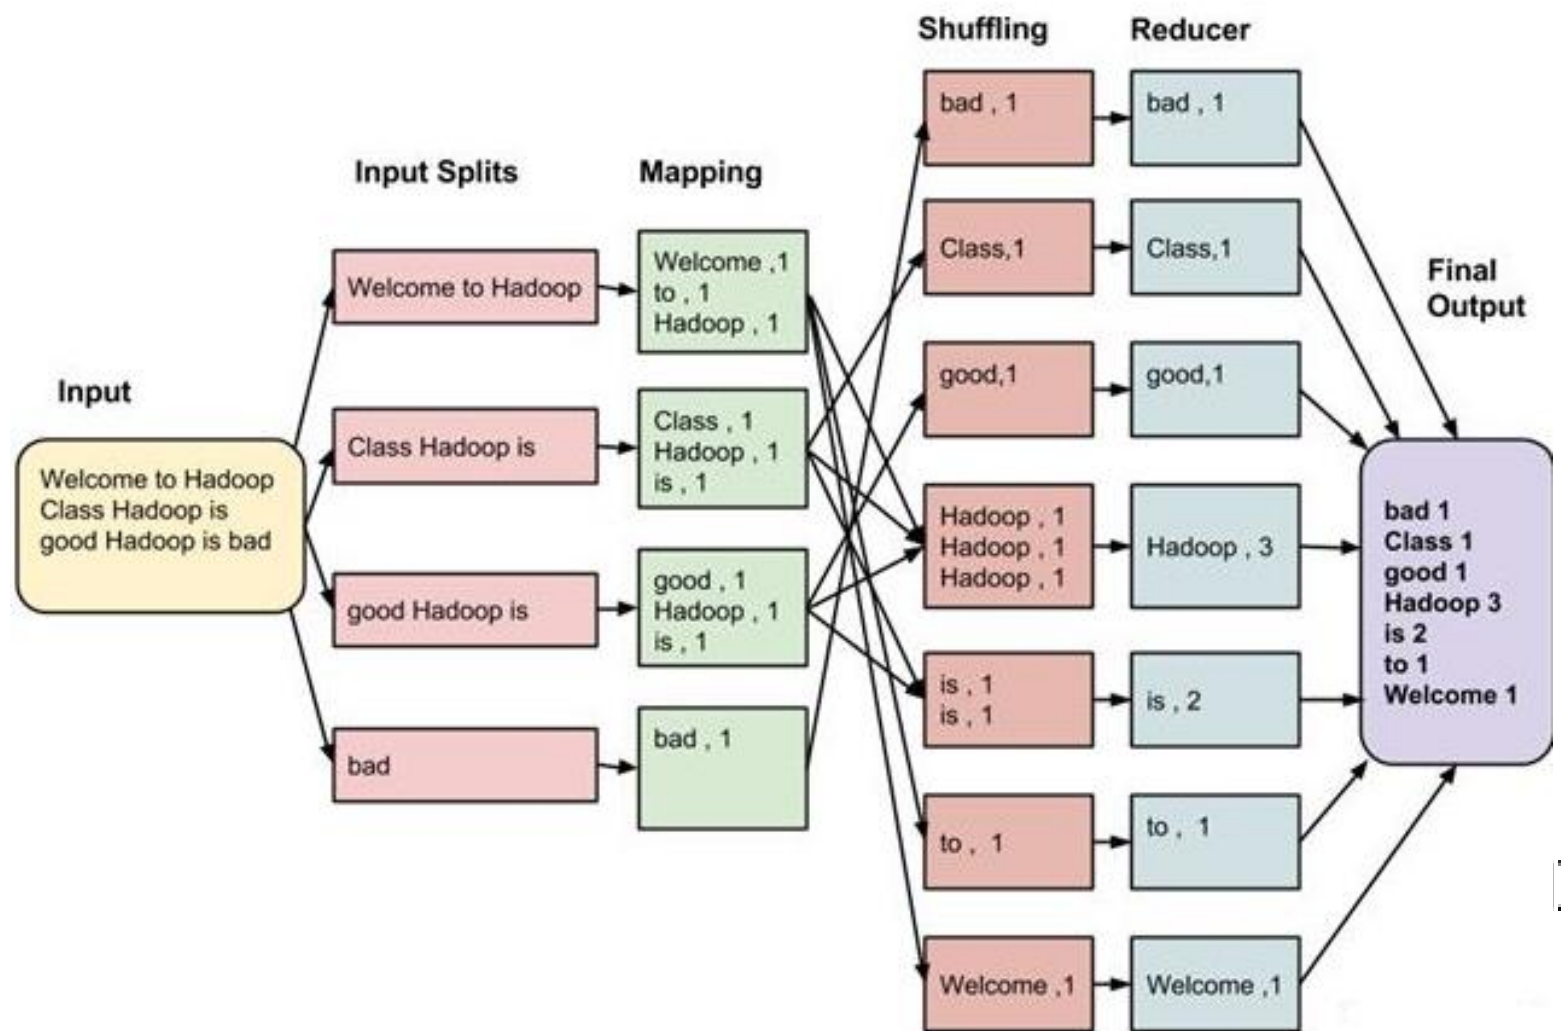 Shuffling
Reducer
Input Splits
Mapping
Final
Output
Input
Welcome to Hadoop
Class Hadoop is
good Hadoop is bad
Welcome to Hadoop
Class Hadoop is
good Hadoop is
bad
Welcome ,1
to , 1
Hadoop , 1
Class , 1
Hadoop , 1
is , 1
good , 1
Hadoop , 1
is , 1
bad , 1
bad , 1
Class,1
good,1
Hadoop , 1
Hadoop , 1
Hadoop , 1
is , 1
is , 1
to , 1
Welcome ,1
bad , 1
Class,1
good,1
Hadoop , 3
is , 2
to , 1
Welcome ,1
bad 1
Class 1
good 1
Hadoop 3
is 2
to 1
Welcome 1